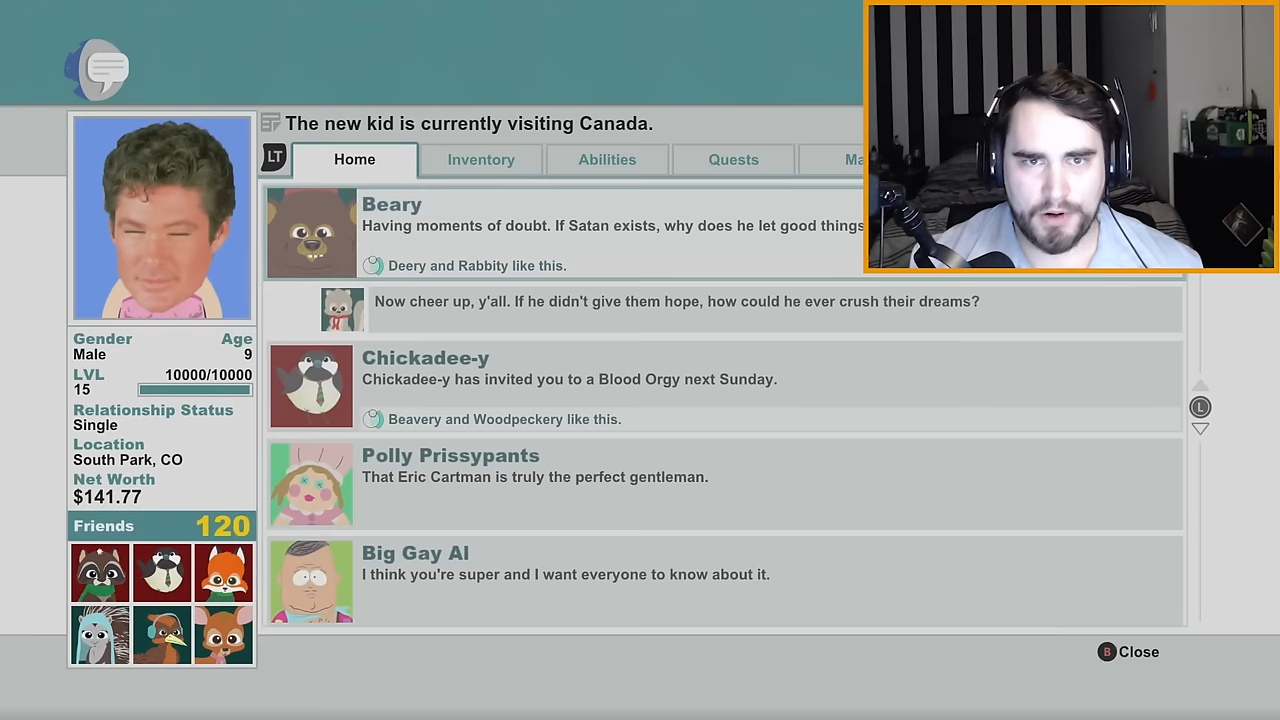 The new kid is currently visiting Canada.
LT
Home
Inventory
Abilities
Quests
Beary
Having moments of doubt. If Satan exists, why does he let good things
Deery and Rabbity like this.
Now cheer up, y'all. If he didn't give them hope, how could he ever crush their dreams?
Chickadee-y
Chickadee-y has invited you to a Blood Orgy next Sunday.
Beavery and Woodpeckery like this.
Polly Prissypants
That Eric Cartman is truly the perfect gentleman.
Big Gay Al
I think you're super and I want everyone to know about it.
Gender Age
Male 9
LVL 10000/10000
15
Relationship Status
Single
Location
South Park, CO
Net Worth
$141.77
Friends 120
L
B Close